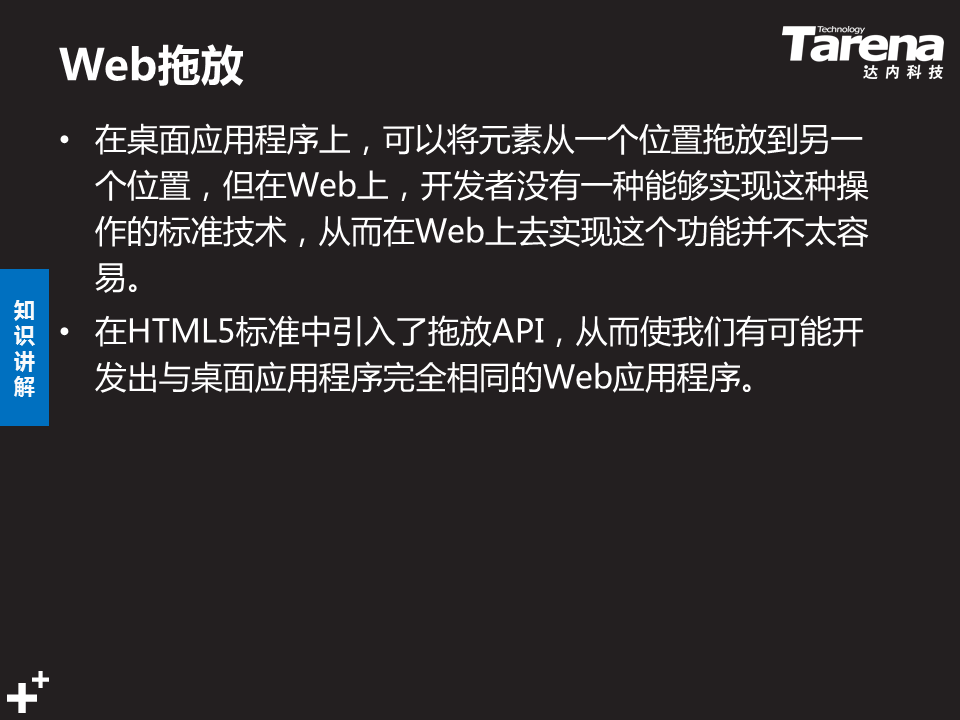 Web拖放
Technology
Tarena
达内科技
• 在桌面应用程序上，可以将元素从一个位置拖放到另一
个位置，但在Web上，开发者没有一种能够实现这种操
作的标准技术，从而在Web上去实现这个功能并不太容
易。
• 在HTML5标准中引入了拖放API，从而使我们有可能开
发出与桌面应用程序完全相同的Web应用程序。
知
识
讲
解